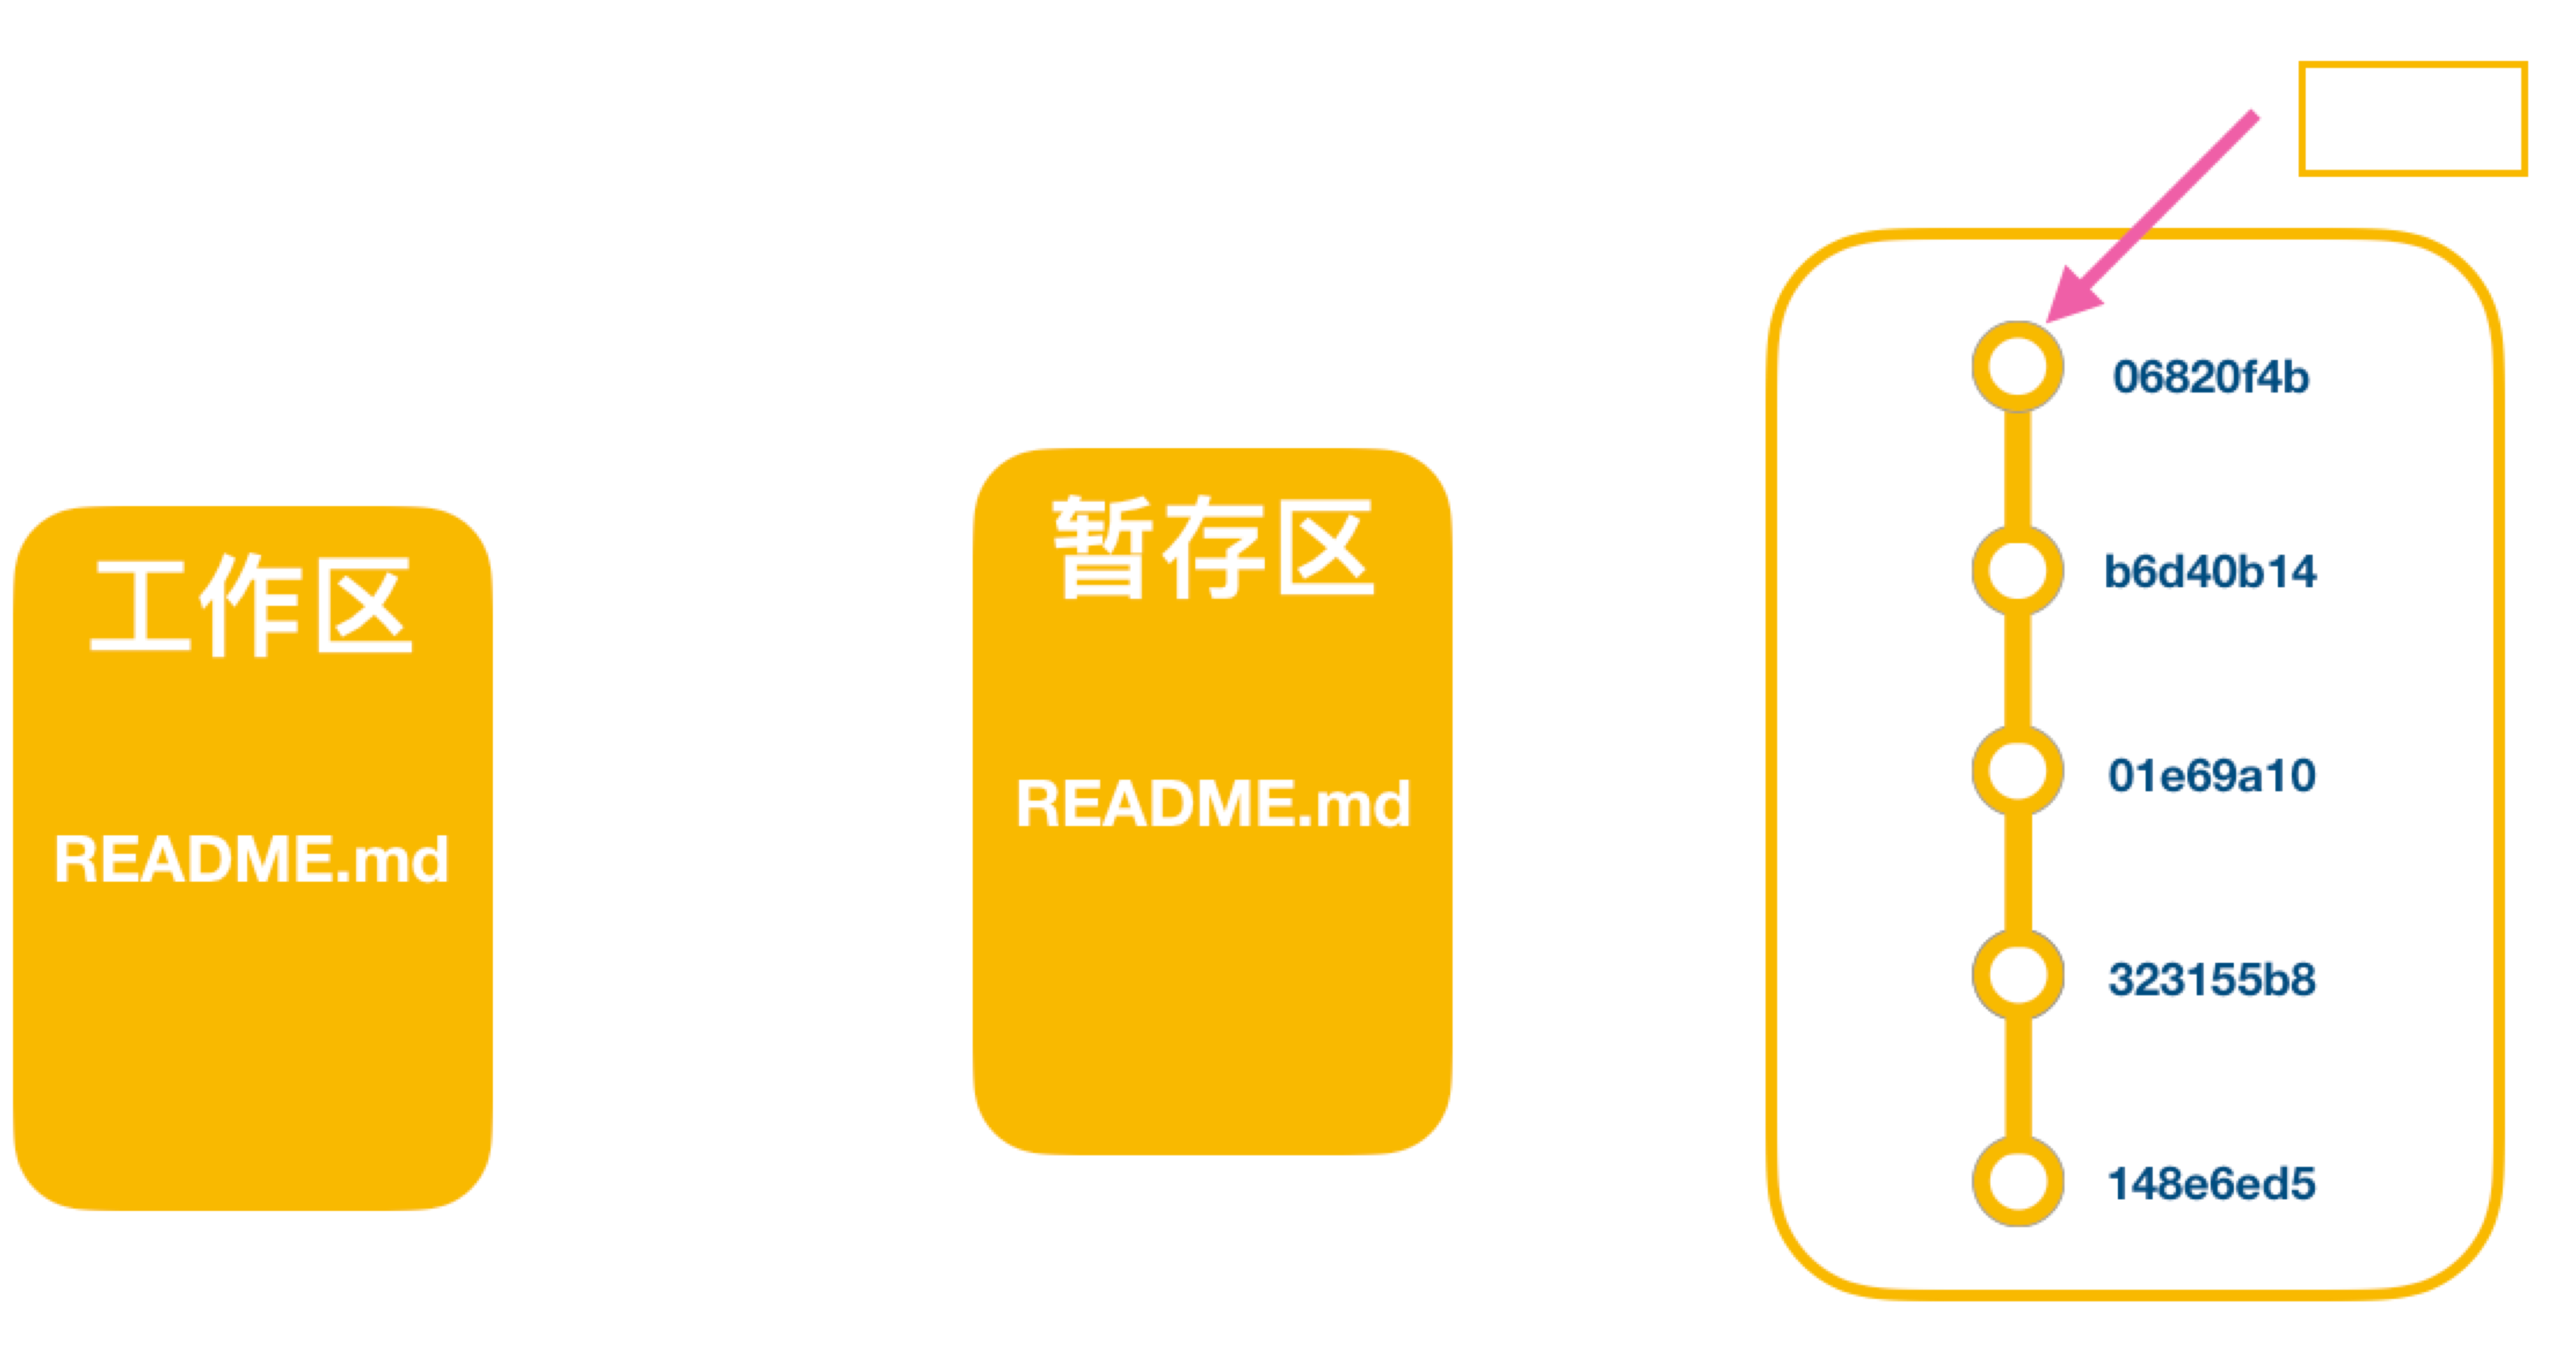 工作区
README.md
暂存区
README.md
06820f4b
b6d40b14
01e69a10
323155b8
148e6ed5